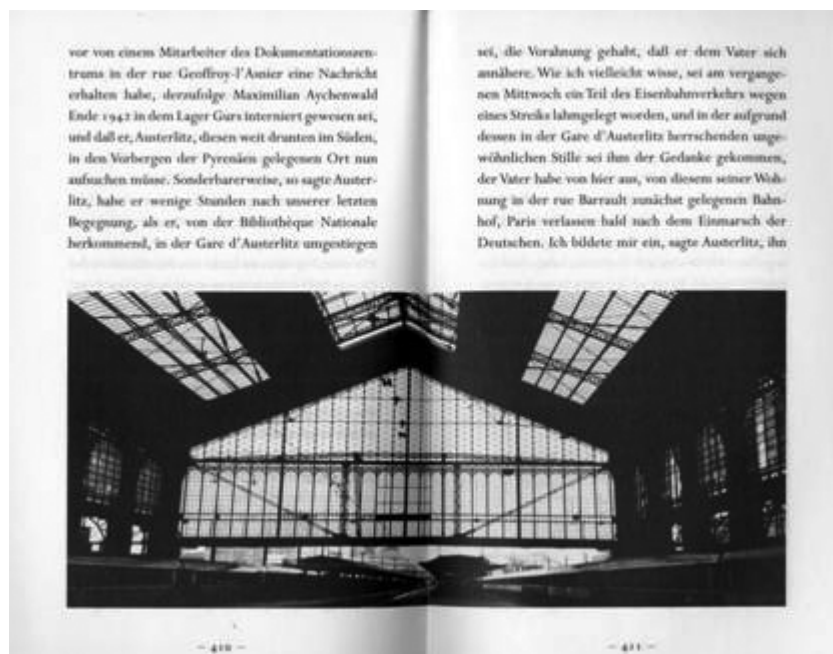 vor von einem Mitarbeiter des Dokumentationszen-
trums in der rue Geoffroy-l'Asnier eine Nachricht
erhalten habe, derzufolge Maximilian Aychenwald
Ende 1942 in dem Lager Gurs interniert gewesen sei,
und daß er, Austerlitz, diesen weit drunten im Süden,
in den Vorbergen der Pyrenäen gelegenen Ort nun
aufsuchen müsse. Sonderbarerweise, so sagte Auster-
litz, habe er wenige Stunden nach unserer letzten
Begegnung, als er, von der Bibliothèque Nationale
herkommend, in der Gare d'Austerlitz umgestiegen
– 410 –
sei, die Vorahnung gehabt, daß er dem Vater sich
annähere. Wie ich vielleicht wisse, sei am vergange-
nen Mittwoch ein Teil des Eisenbahnverkehrs wegen
eines Streiks lahmgelegt worden, und in der aufgrund
dessen in der Gare d'Austerlitz herrschenden unge-
wöhnlichen Stille sei ihm der Gedanke gekommen,
der Vater habe von hier aus, von diesem seiner Woh-
nung in der rue Barrault zunächst gelegenen Bahn-
hof, Paris verlassen bald nach dem Einmarsch der
Deutschen. Ich bildete mir ein, sagte Austerlitz, ihn
– 411 –